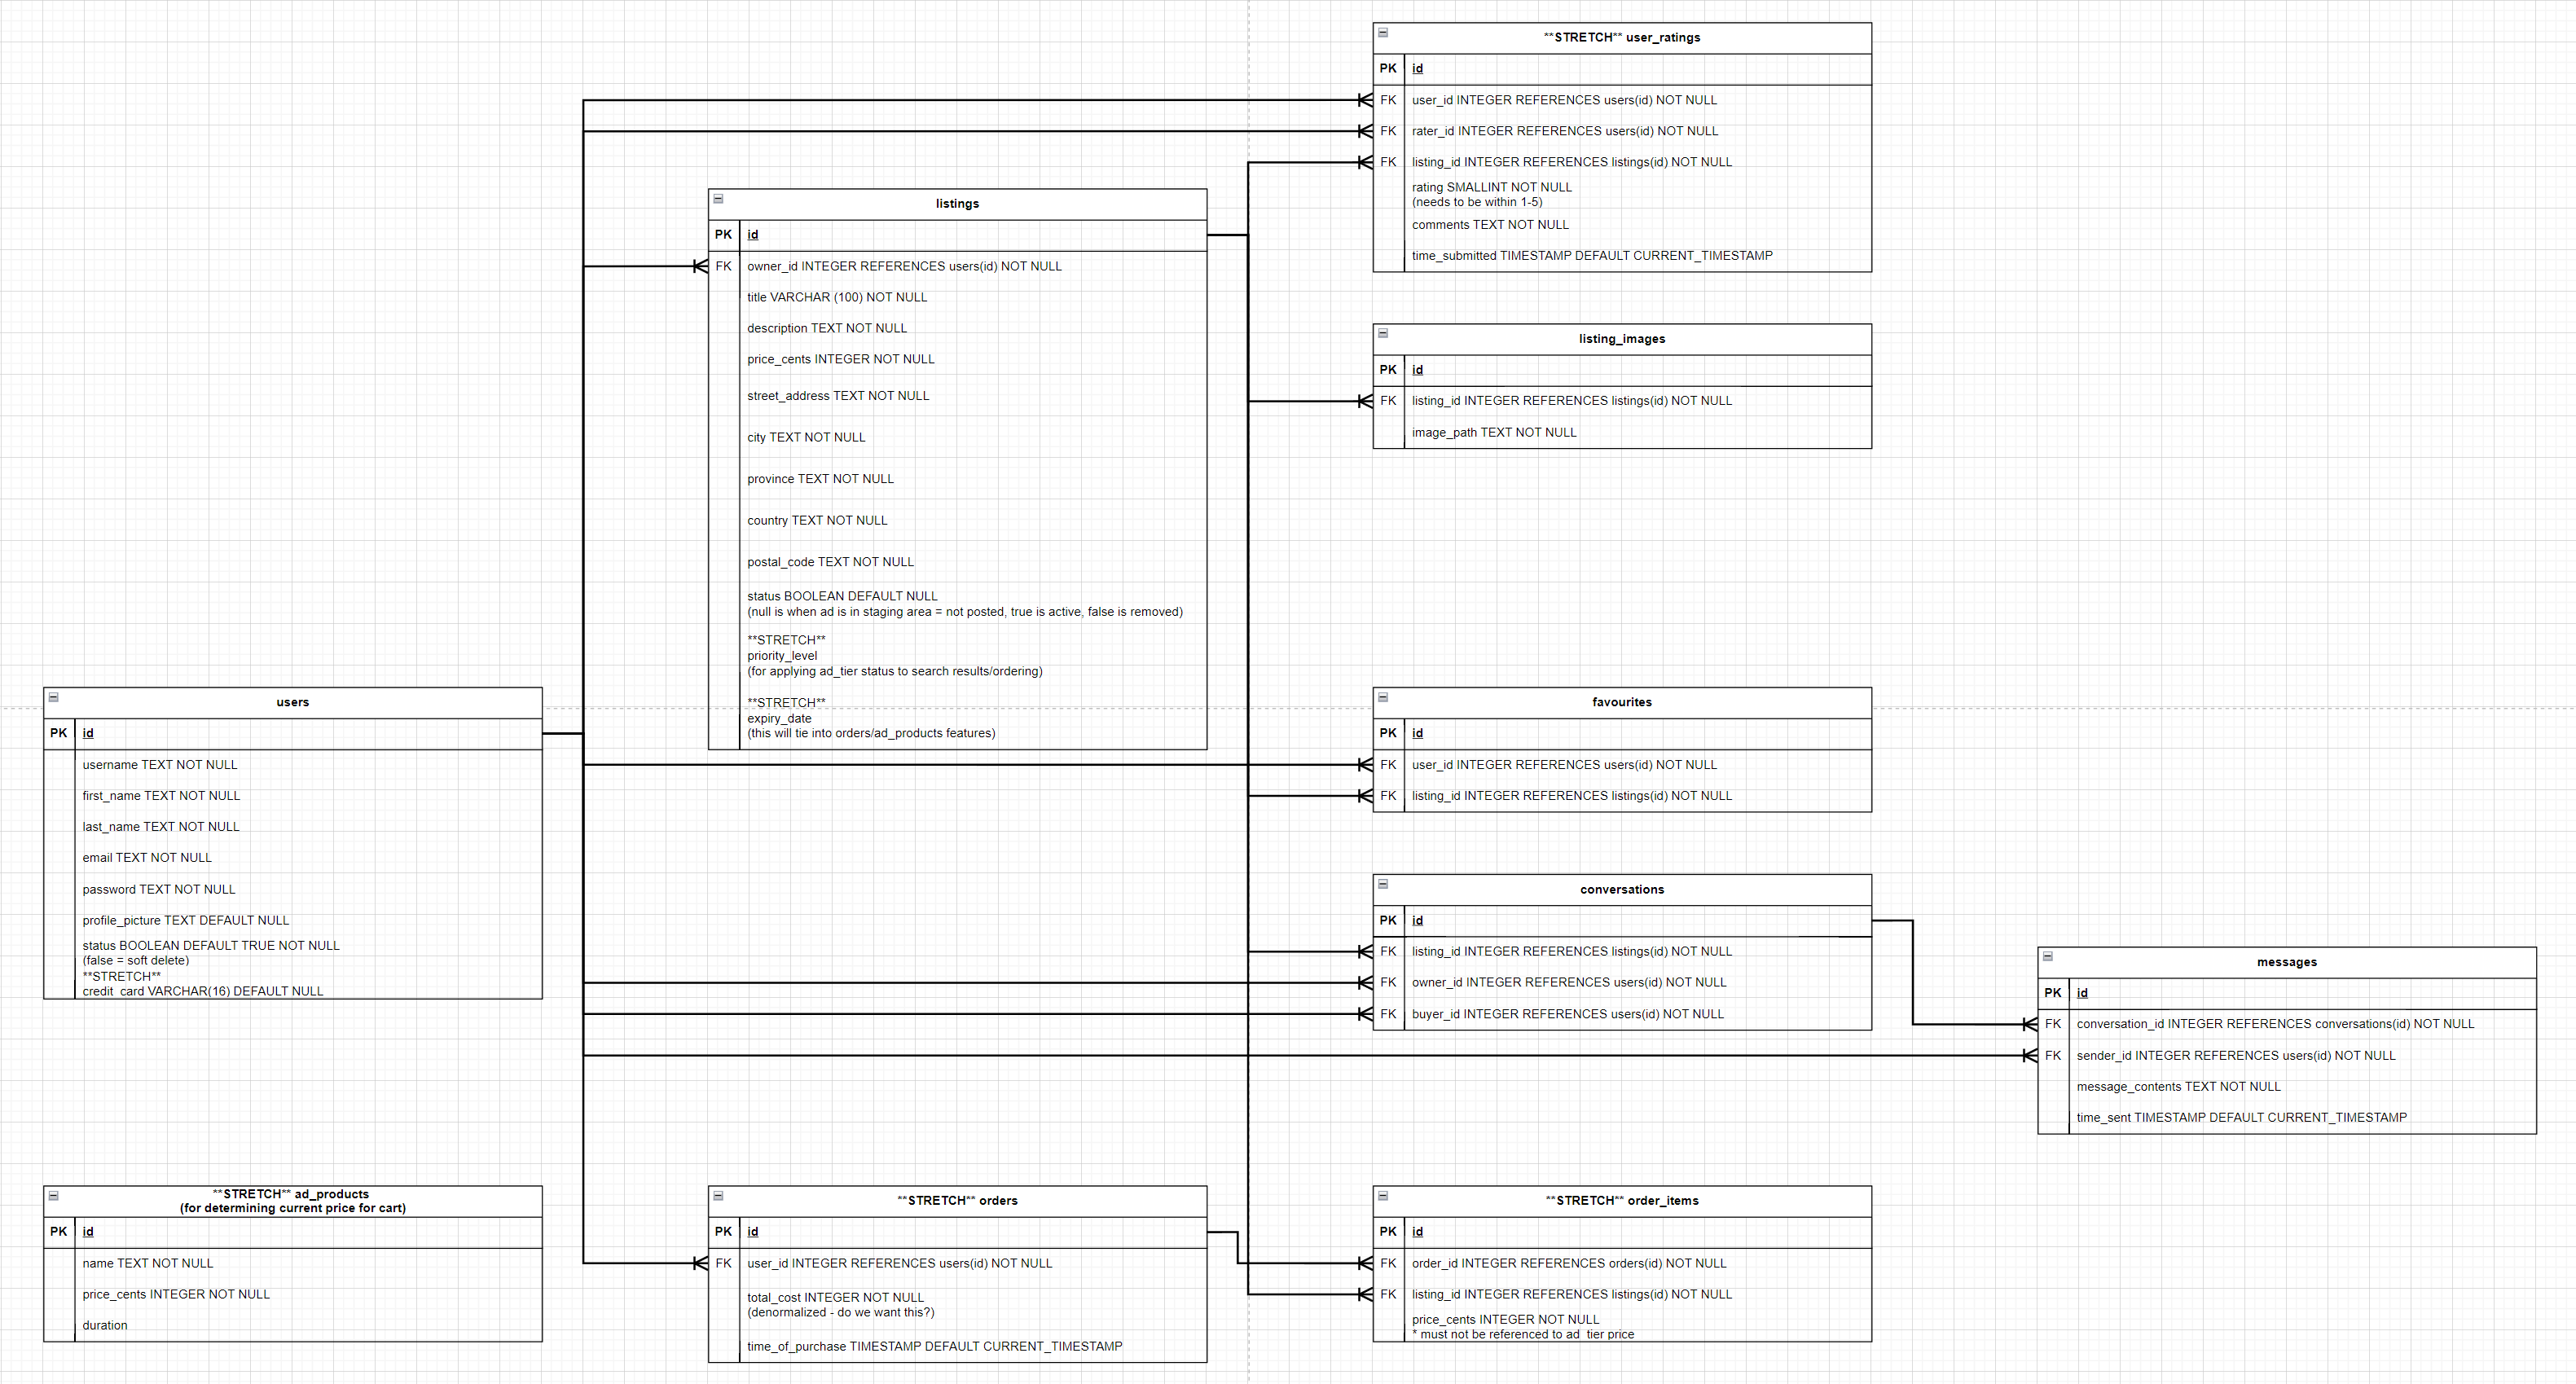 **STRETCH** user_ratings
PK id
FK user_id INTEGER REFERENCES users(id) NOT NULL
FK rater_id INTEGER REFERENCES users(id) NOT NULL
FK listing_id INTEGER REFERENCES listings(id) NOT NULL
rating SMALLINT NOT NULL
(needs to be within 1-5)
comments TEXT NOT NULL
time_submitted TIMESTAMP DEFAULT CURRENT_TIMESTAMP
listings
PK id
FK owner_id INTEGER REFERENCES users(id) NOT NULL
title VARCHAR (100) NOT NULL
description TEXT NOT NULL
price_cents INTEGER NOT NULL
street_address TEXT NOT NULL
city TEXT NOT NULL
province TEXT NOT NULL
country TEXT NOT NULL
postal_code TEXT NOT NULL
status BOOLEAN DEFAULT NULL
(null is when ad is in staging area = not posted, true is active, false is removed)
**STRETCH**
priority_level
(for applying ad_tier status to search results/ordering)
**STRETCH**
expiry_date
(this will tie into orders/ad_products features)
listing_images
PK id
FK listing_id INTEGER REFERENCES listings(id) NOT NULL
image_path TEXT NOT NULL
users
PK id
username TEXT NOT NULL
first_name TEXT NOT NULL
last_name TEXT NOT NULL
email TEXT NOT NULL
password TEXT NOT NULL
profile_picture TEXT DEFAULT NULL
status BOOLEAN DEFAULT TRUE NOT NULL
(false = soft delete)
**STRETCH**
credit_card VARCHAR(16) DEFAULT NULL
favourites
PK id
FK user_id INTEGER REFERENCES users(id) NOT NULL
FK listing_id INTEGER REFERENCES listings(id) NOT NULL
conversations
PK id
FK listing_id INTEGER REFERENCES listings(id) NOT NULL
FK owner_id INTEGER REFERENCES users(id) NOT NULL
FK buyer_id INTEGER REFERENCES users(id) NOT NULL
messages
PK id
FK conversation_id INTEGER REFERENCES conversations(id) NOT NULL
FK sender_id INTEGER REFERENCES users(id) NOT NULL
message_contents TEXT NOT NULL
time_sent TIMESTAMP DEFAULT CURRENT_TIMESTAMP
**STRETCH** ad_products
(for determining current price for cart)
PK id
name TEXT NOT NULL
price_cents INTEGER NOT NULL
duration
**STRETCH** orders
PK id
FK user_id INTEGER REFERENCES users(id) NOT NULL
total_cost INTEGER NOT NULL
(denormalized - do we want this?)
time_of_purchase TIMESTAMP DEFAULT CURRENT_TIMESTAMP
**STRETCH** order_items
PK id
FK order_id INTEGER REFERENCES orders(id) NOT NULL
FK listing_id INTEGER REFERENCES listings(id) NOT NULL
price_cents INTEGER NOT NULL
* must not be referenced to ad_tier price